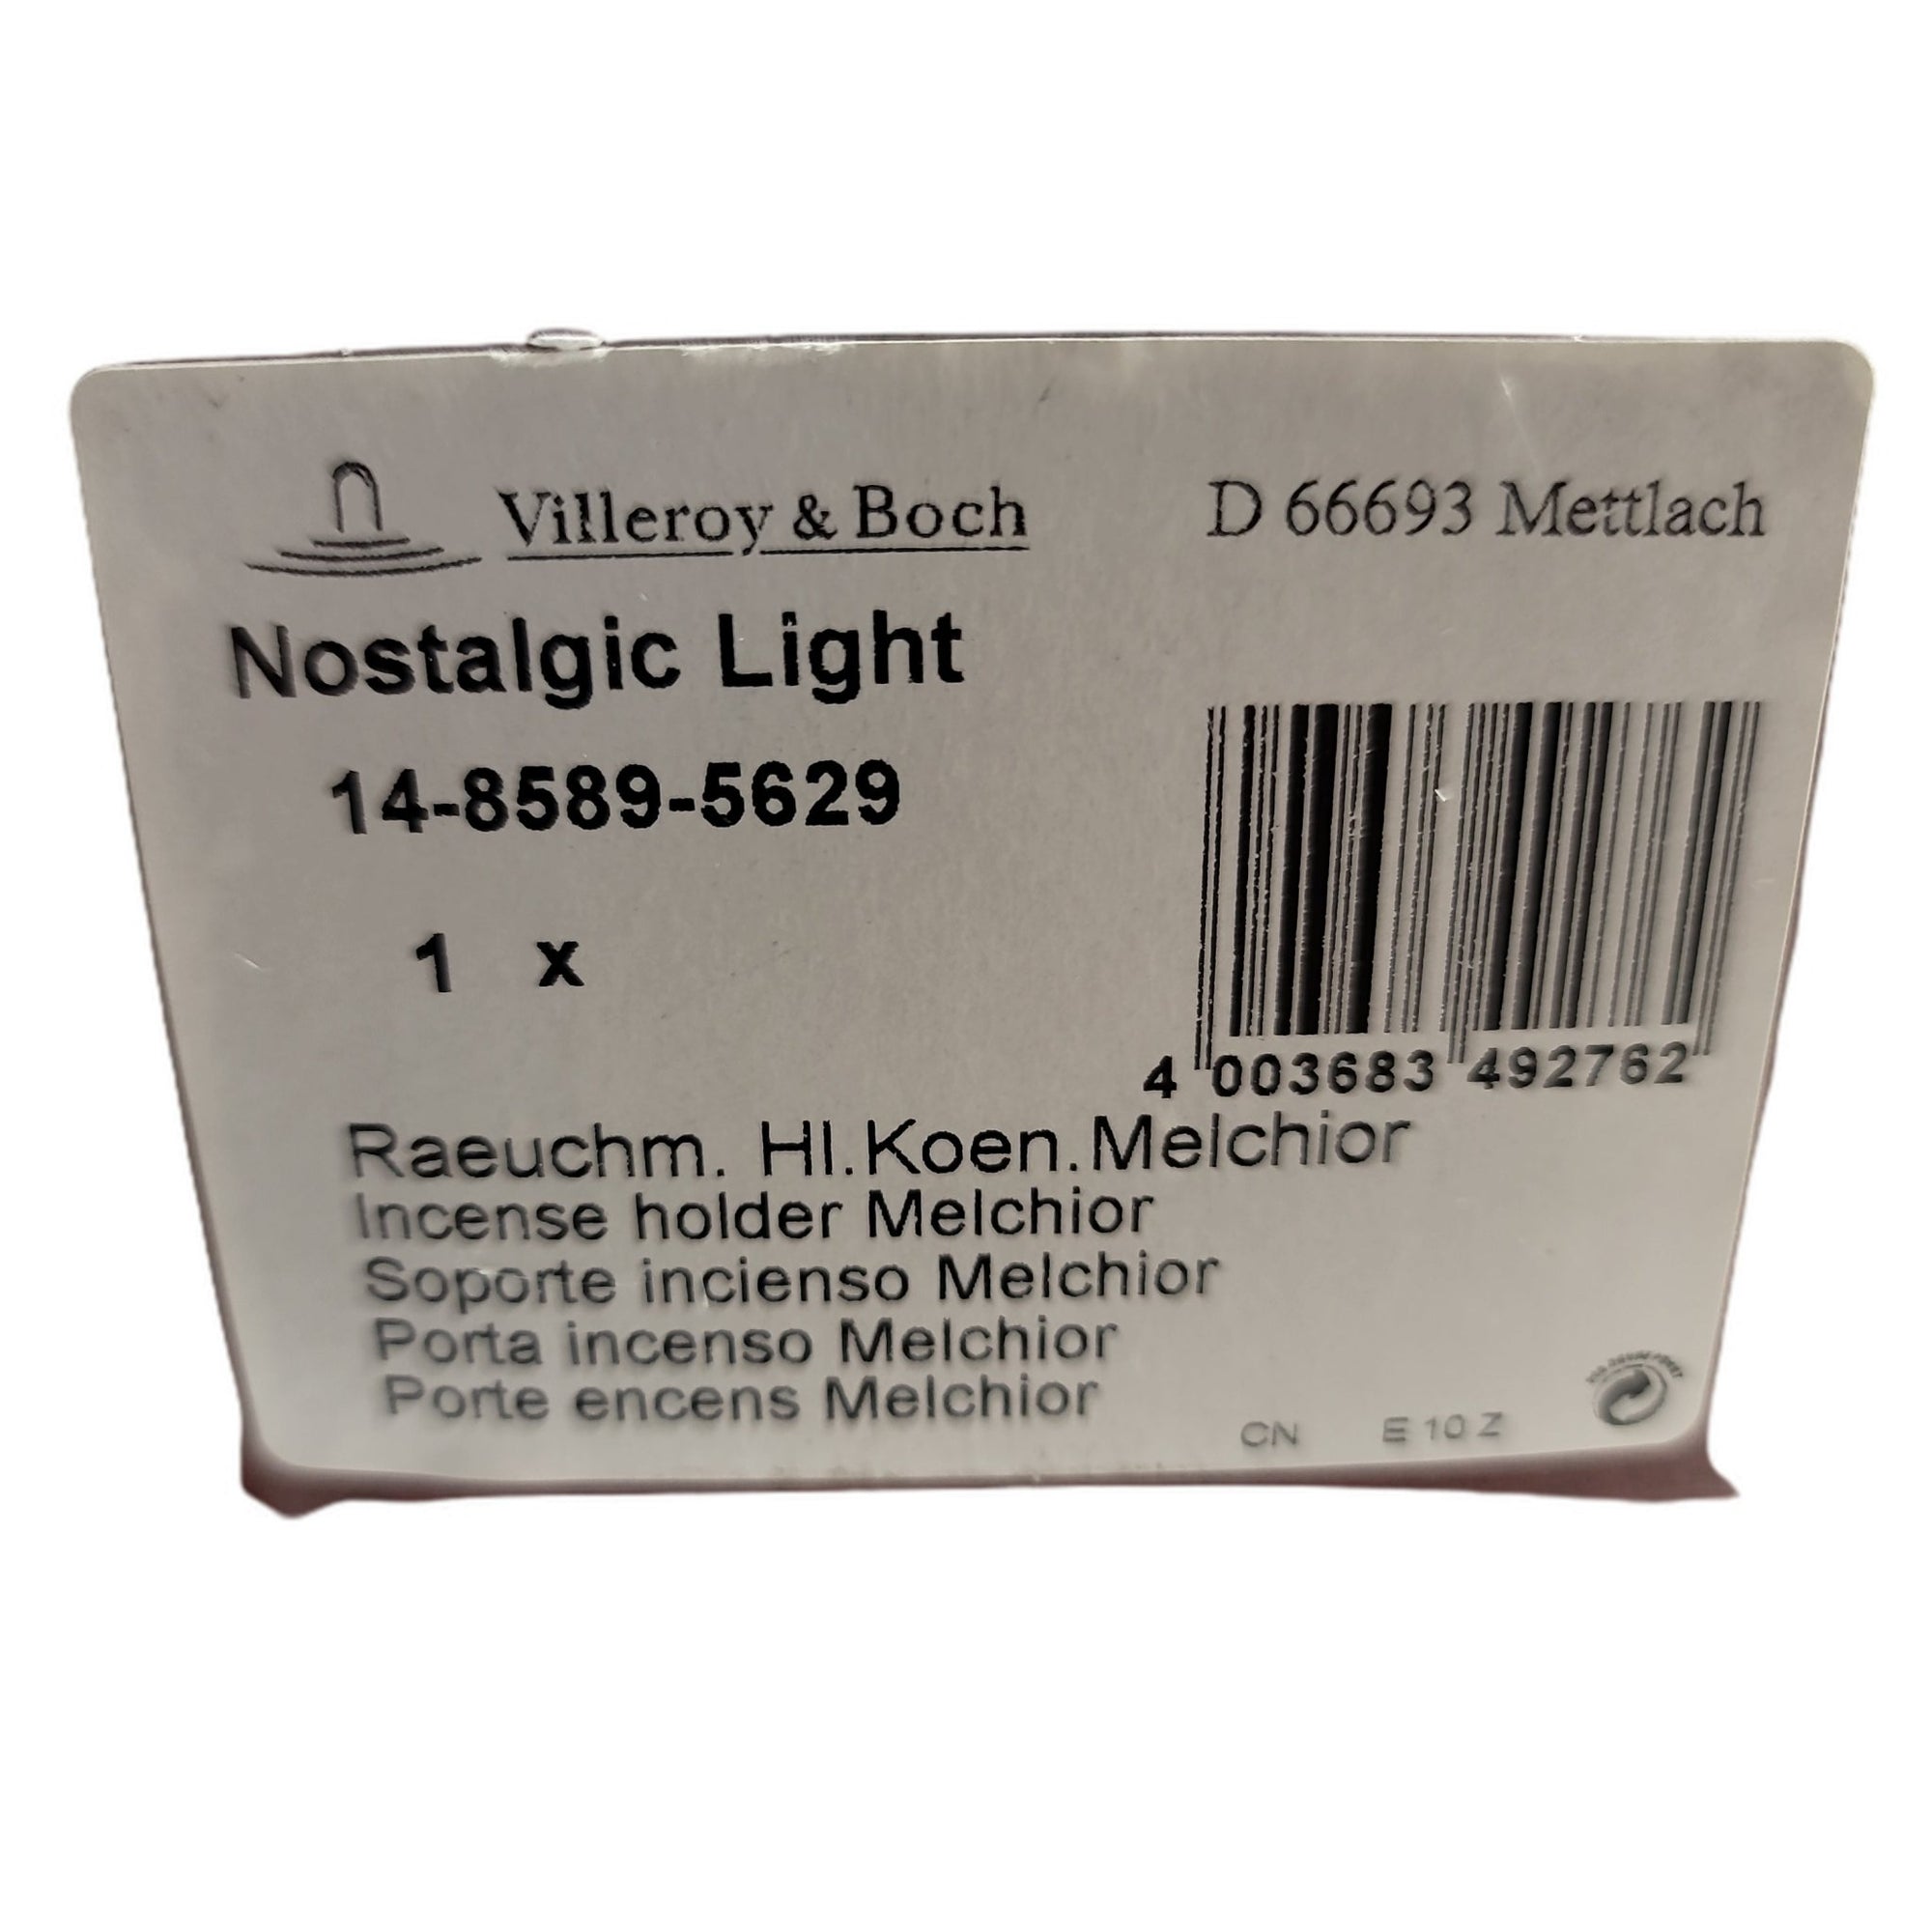 Villeroy & Boch
D 66693 Mettlach
Nostalgic Light
14-8589-5629
1 x
4 003683 492762
Raeuchm. Hl.Koen.Melchior
Incense holder Melchior
Soporte incienso Melchior
Porta incenso Melchior
Porte encens Melchior
CN E 10 Z